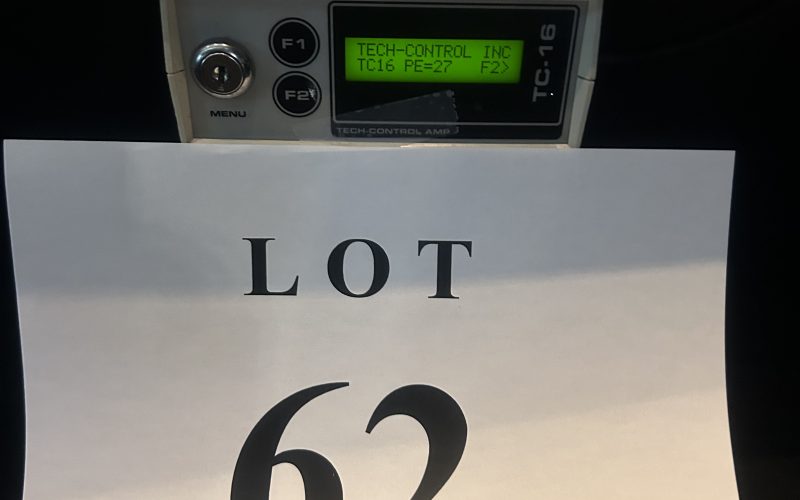 F1
F2
MENU
TECH-CONTROL INC
TC16 PE=27 F2>
TC-16
TECH-CONTROL AMP
LOT
62